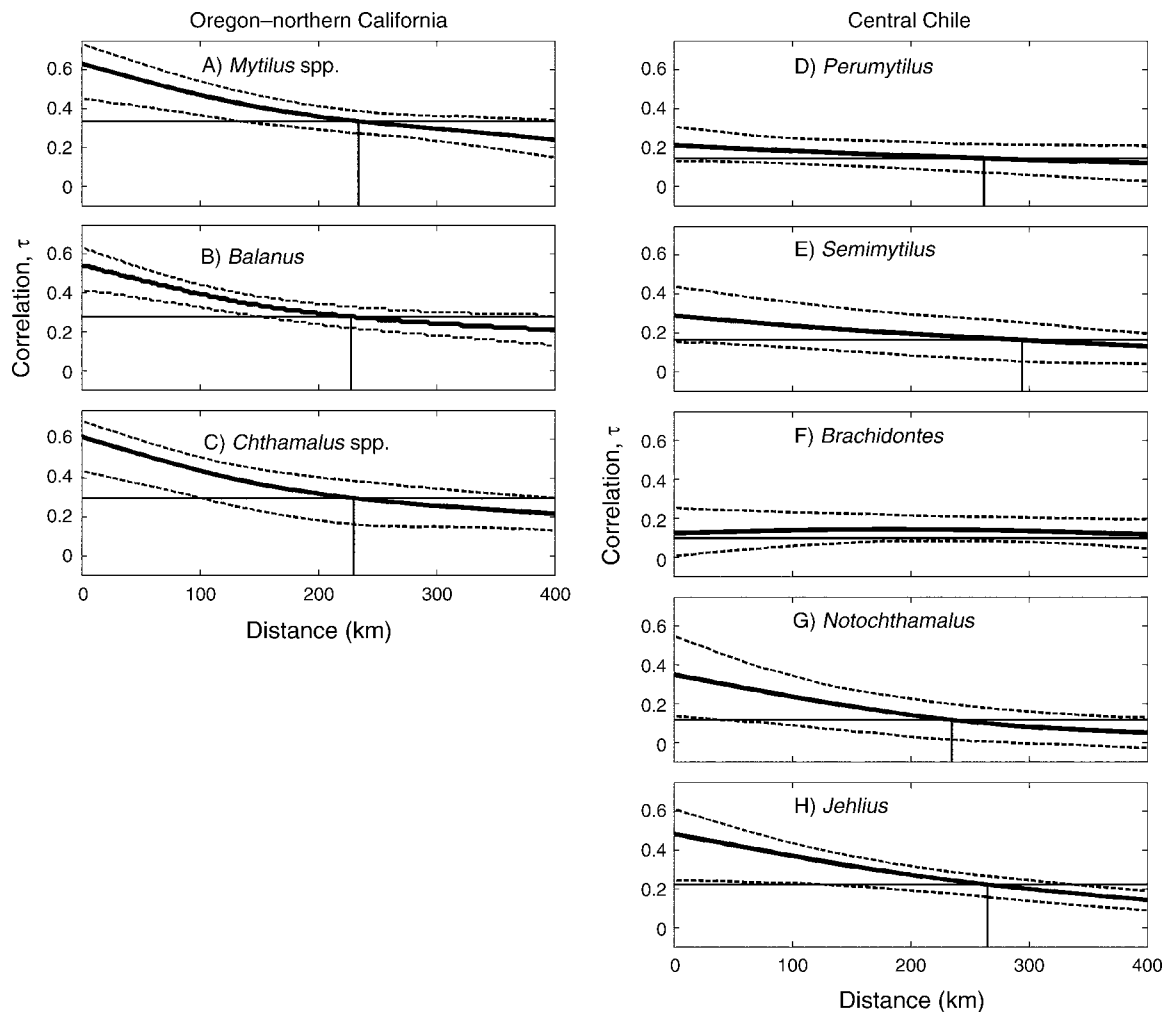 Oregon–northern California
A) Mytilus spp.
0.6
0.4
0.2
0
B) Balanus
0.6
0.4
0.2
0
C) Chthamalus spp.
0.6
0.4
0.2
0
Correlation, τ
0 100 200 300 400
Distance (km)
Central Chile
D) Perumytilus
0.6
0.4
0.2
0
E) Semimytilus
0.6
0.4
0.2
0
F) Brachidontes
0.6
0.4
0.2
0
G) Notochthamalus
0.6
0.4
0.2
0
H) Jehlius
0.6
0.4
0.2
0
Correlation, τ
0 100 200 300 400
Distance (km)